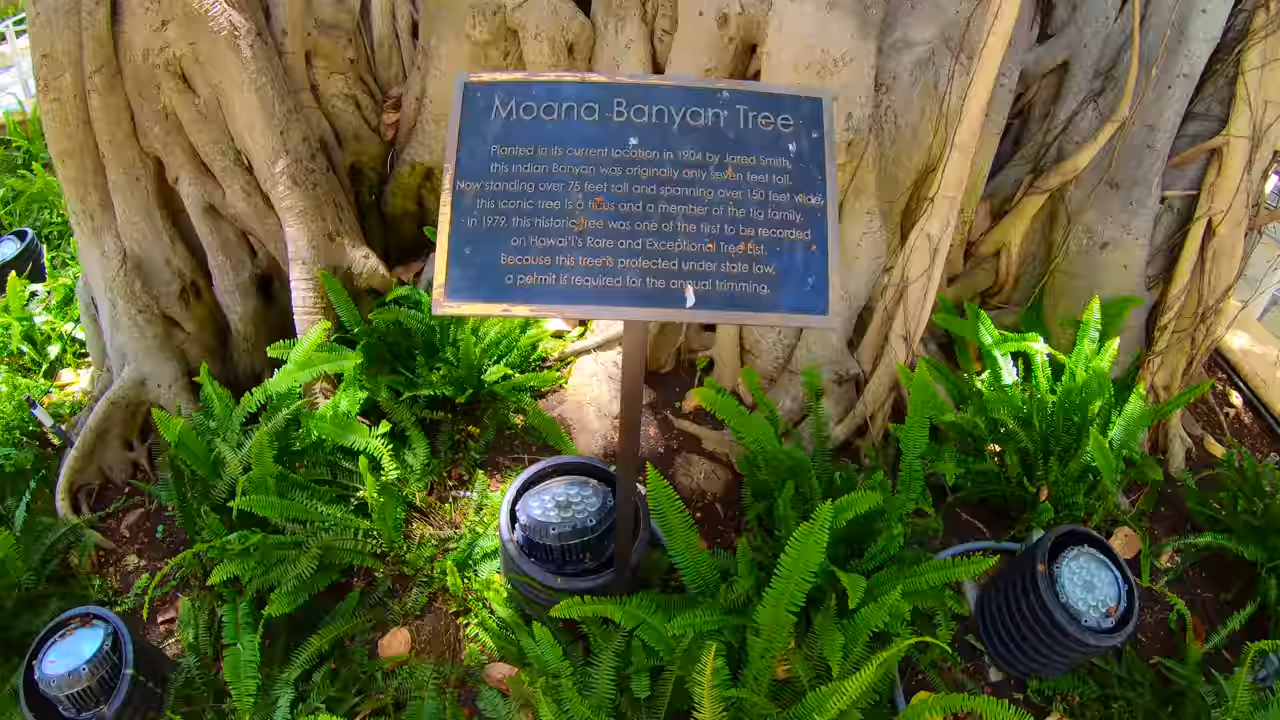 Moana Banyan Tree
Planted in its current location in 1904 by Jared Smith,
this Indian Banyan was originally only seven feet tall.
Now standing over 75 feet tall and spanning over 150 feet wide,
this iconic tree is a ficus and a member of the fig family.
In 1979, this historic tree was one of the first to be recorded
on Hawai'i's Rare and Exceptional Tree List.
Because this tree is protected under state law,
a permit is required for the annual trimming.